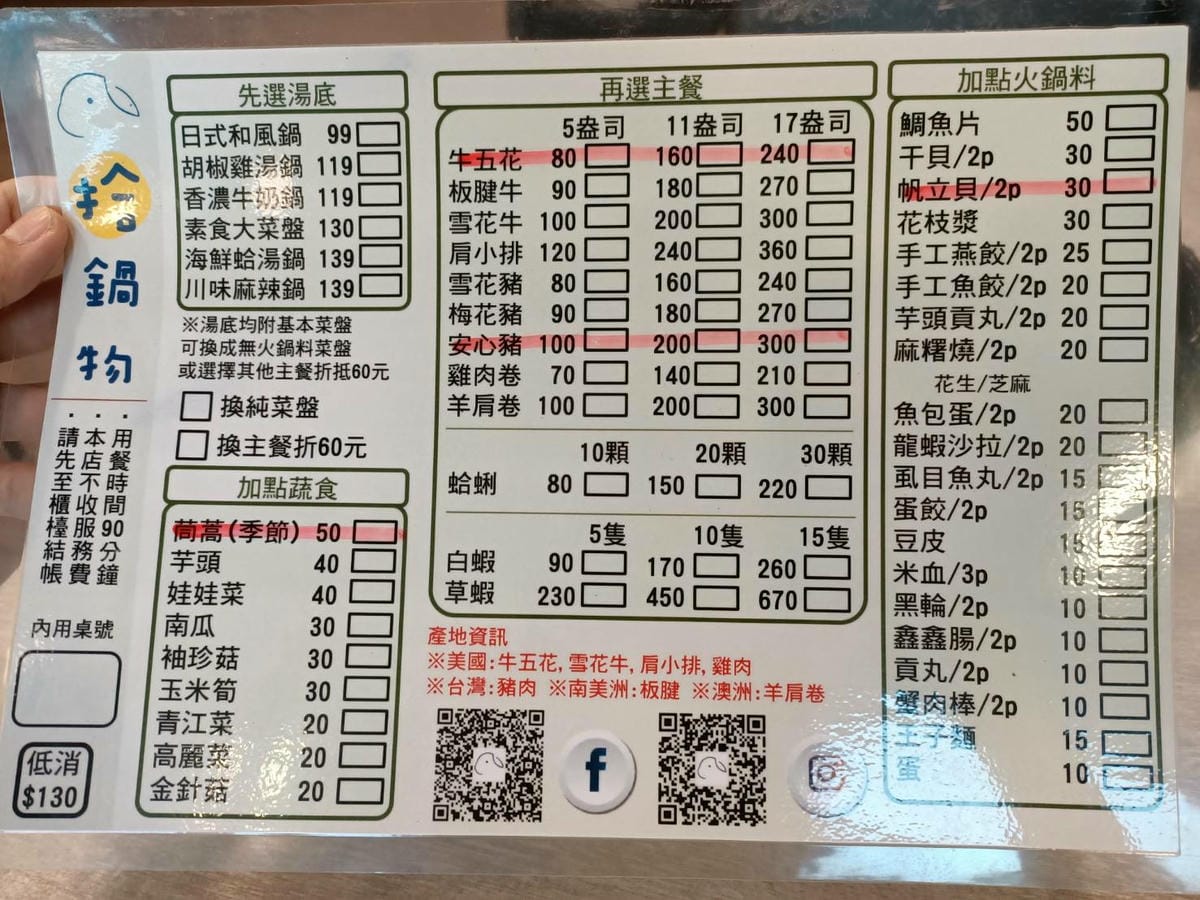 拾鍋物
・用餐時間90分鐘
・本店不收服務費
・請先至櫃檯結帳
內用桌號
低消
$130
先選湯底
日式和風鍋 99
胡椒雞湯鍋 119
香濃牛奶鍋 119
素食大菜盤 130
海鮮蛤湯鍋 139
川味麻辣鍋 139
※湯底均附基本菜盤
可換成無火鍋料菜盤
或選擇其他主餐折抵60元
換純菜盤
換主餐折60元
加點蔬食
茼蒿(季節) 50
芋頭 40
娃娃菜 40
南瓜 30
袖珍菇 30
玉米筍 30
青江菜 20
高麗菜 20
金針菇 20
再選主餐
5盎司 11盎司 17盎司
牛五花 80 160 240
板腱牛 90 180 270
雪花牛 100 200 300
肩小排 120 240 360
雪花豬 80 160 240
梅花豬 90 180 270
安心豬 100 200 300
雞肉卷 70 140 210
羊肩卷 100 200 300
10顆 20顆 30顆
蛤蜊 80 150 220
5隻 10隻 15隻
白蝦 90 170 260
草蝦 230 450 670
產地資訊
※美國:牛五花,雪花牛,肩小排,雞肉
※台灣:豬肉 ※南美洲:板腱 ※澳洲:羊肩卷
f
加點火鍋料
鯛魚片 50
干貝/2p 30
帆立貝/2p 30
花枝漿 30
手工燕餃/2p 25
手工魚餃/2p 20
芋頭貢丸/2p 20
麻糬燒/2p 20
花生/芝麻
魚包蛋/2p 20
龍蝦沙拉/2p 20
虱目魚丸/2p 15
蛋餃/2p 15
豆皮 15
米血/3p 10
黑輪/2p 10
鑫鑫腸/2p 10
貢丸/2p 10
蟹肉棒/2p 10
王子麵 15
蛋 10